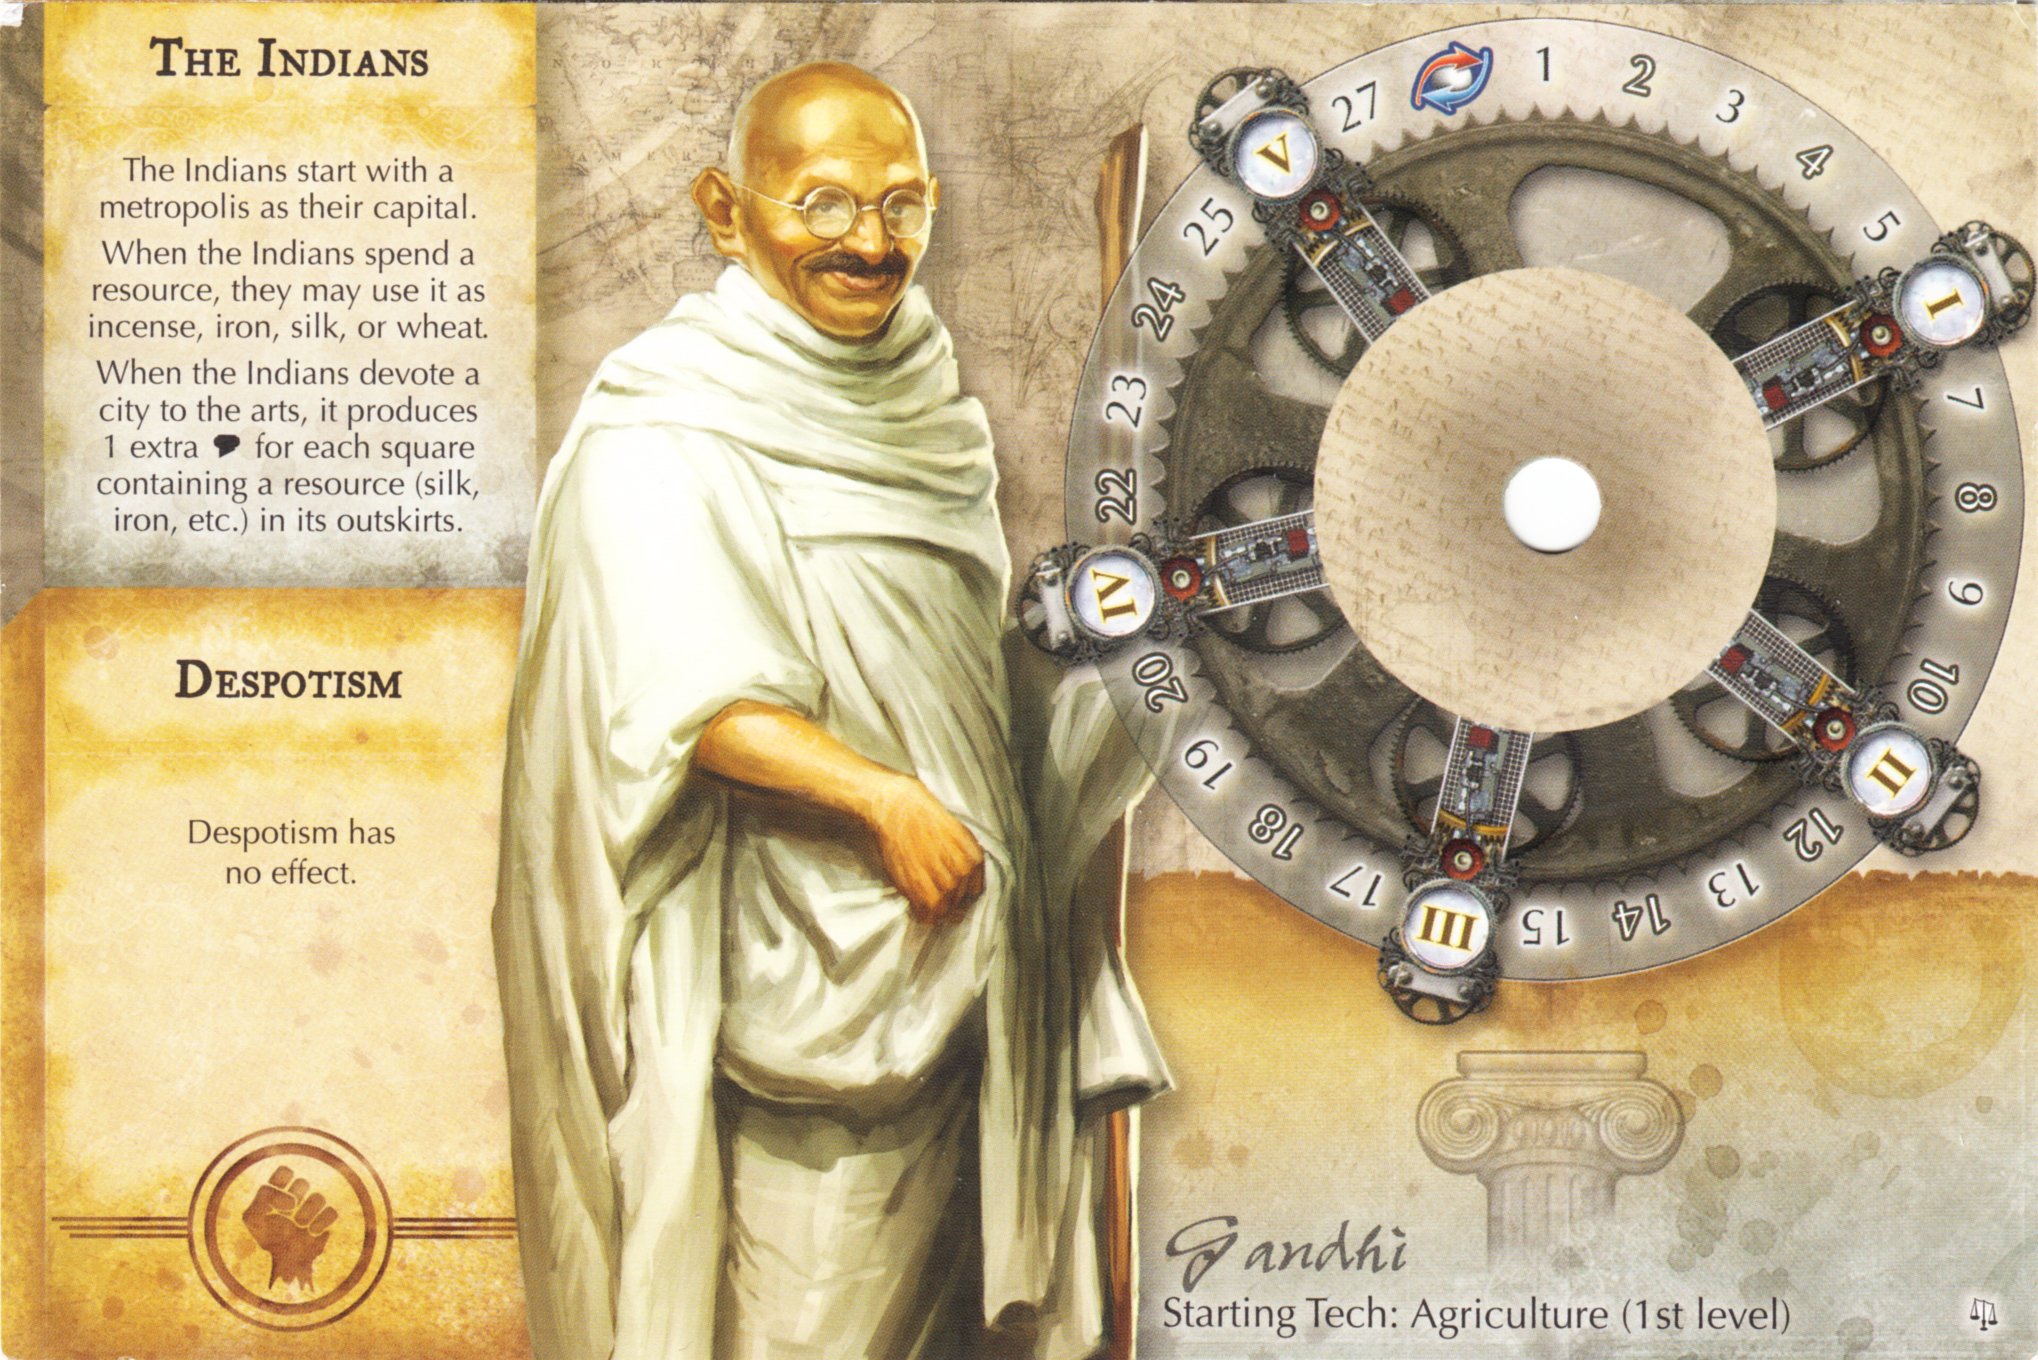 THE INDIANS
The Indians start with a
metropolis as their capital.
When the Indians spend a
resource, they may use it as
incense, iron, silk, or wheat.
When the Indians devote a
city to the arts, it produces
1 extra for each square
containing a resource (silk,
iron, etc.) in its outskirts.
DESPOTISM
Despotism has
no effect.
1
2
3
4
5
I
7
8
9
10
II
12
13
14
15
III
17
18
19
20
IV
22
23
24
25
V
27
Gandhi
Starting Tech: Agriculture (1st level)